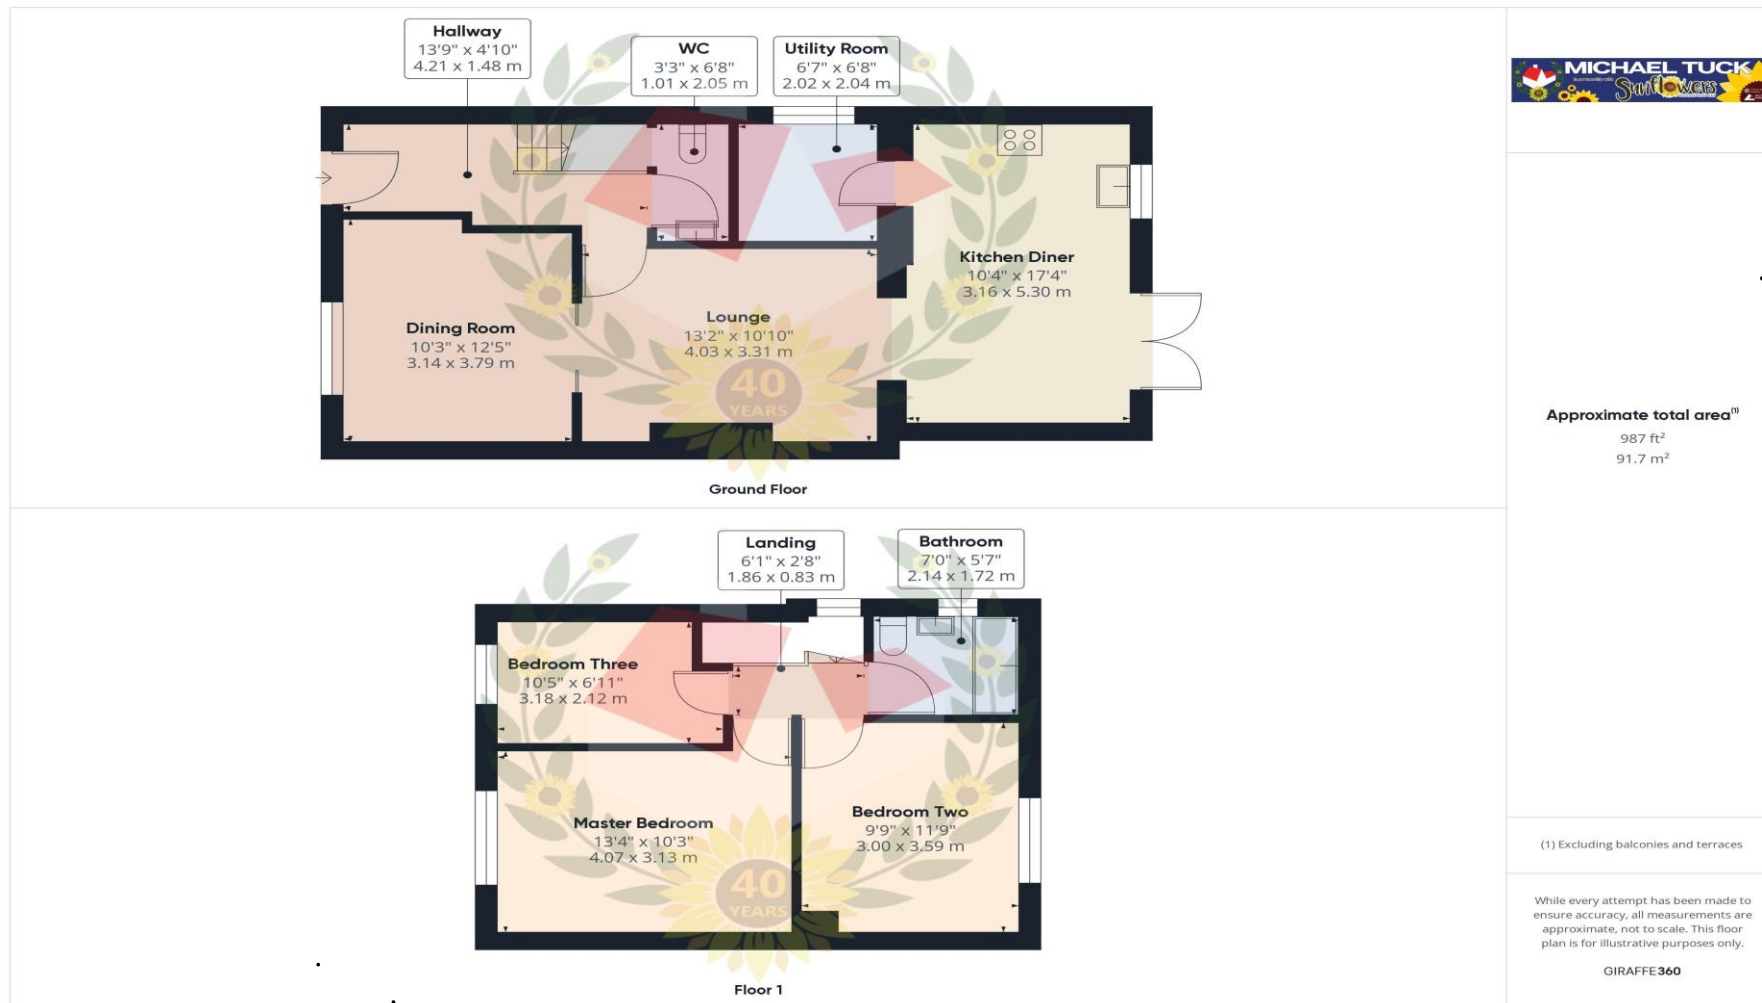 Hallway
13'9" x 4'10"
4.21 x 1.48 m
WC
3'3" x 6'8"
1.01 x 2.05 m
Utility Room
6'7" x 6'8"
2.02 x 2.04 m
Kitchen Diner
10'4" x 17'4"
3.16 x 5.30 m
Dining Room
10'3" x 12'5"
3.14 x 3.79 m
Lounge
13'2" x 10'10"
4.03 x 3.31 m
40
YEARS
Ground Floor
Landing
6'1" x 2'8"
1.86 x 0.83 m
Bathroom
7'0" x 5'7"
2.14 x 1.72 m
Bedroom Three
10'5" x 6'11"
3.18 x 2.12 m
Master Bedroom
13'4" x 10'3"
4.07 x 3.13 m
Bedroom Two
9'9" x 11'9"
3.00 x 3.59 m
40
YEARS
Floor 1
MICHAEL TUCK
Sunflowers
Approximate total area(1)
987 ft²
91.7 m²
(1) Excluding balconies and terraces
While every attempt has been made to
ensure accuracy, all measurements are
approximate, not to scale. This floor
plan is for illustrative purposes only.
GIRAFFE360